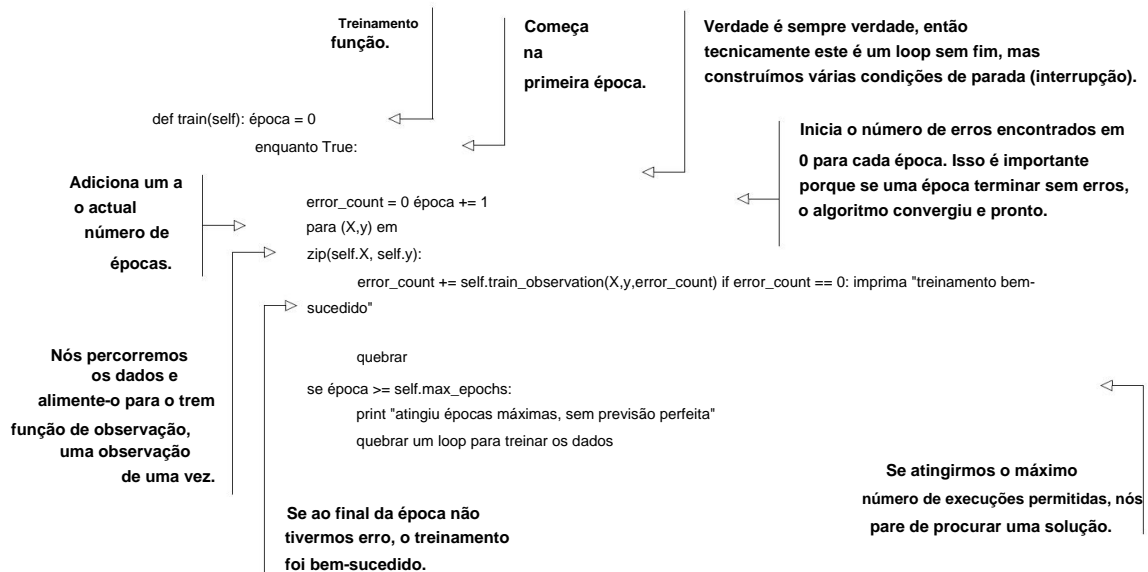 Treinamento
função.
Começa
na
primeira época.
Verdade é sempre verdade, então
tecnicamente este é um loop sem fim, mas
construímos várias condições de parada (interrupção).
def train(self): época = 0
enquanto True:
Inicia o número de erros encontrados em
0 para cada época. Isso é importante
porque se uma época terminar sem erros,
o algoritmo convergiu e pronto.
Adiciona um a
o actual
número de
épocas.
error_count = 0 época += 1
para (X,y) em
zip(self.X, self.y):
error_count += self.train_observation(X,y,error_count) if error_count == 0: imprima "treinamento bem-
sucedido"
Nós percorremos
os dados e
alimente-o para o trem
função de observação,
uma observação
de uma vez.
quebrar
se época >= self.max_epochs:
print "atingiu épocas máximas, sem previsão perfeita"
quebrar um loop para treinar os dados
Se ao final da época não
tivermos erro, o treinamento
foi bem-sucedido.
Se atingirmos o máximo
número de execuções permitidas, nós
pare de procurar uma solução.